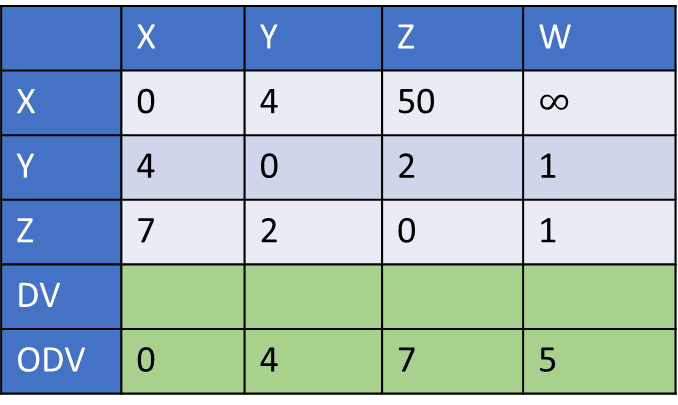 X Y Z W
X 0 4 50 ∞
Y 4 0 2 1
Z 7 2 0 1
DV
ODV 0 4 7 5